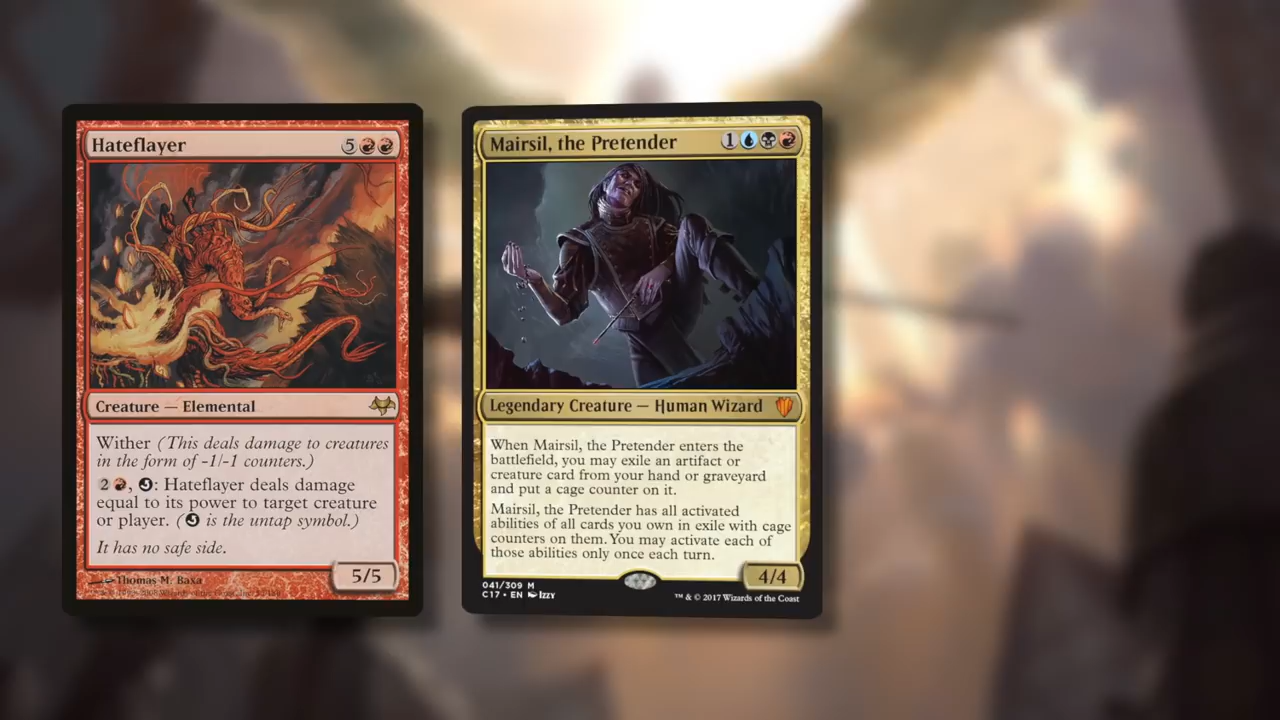 Hateflayer 5
Creature — Elemental
Wither (This deals damage to creatures
in the form of -1/-1 counters.)
2 , : Hateflayer deals damage
equal to its power to target creature
or player. ( is the untap symbol.)
It has no safe side.
Thomas M. Baxa
5/5
Mairsil, the Pretender 1
Legendary Creature — Human Wizard
When Mairsil, the Pretender enters the
battlefield, you may exile an artifact or
creature card from your hand or graveyard
and put a cage counter on it.
Mairsil, the Pretender has all activated
abilities of all cards you own in exile with cage
counters on them. You may activate each of
those abilities only once each turn.
4/4
041/309 M
C17 • EN Izzy
™ & © 2017 Wizards of the Coast